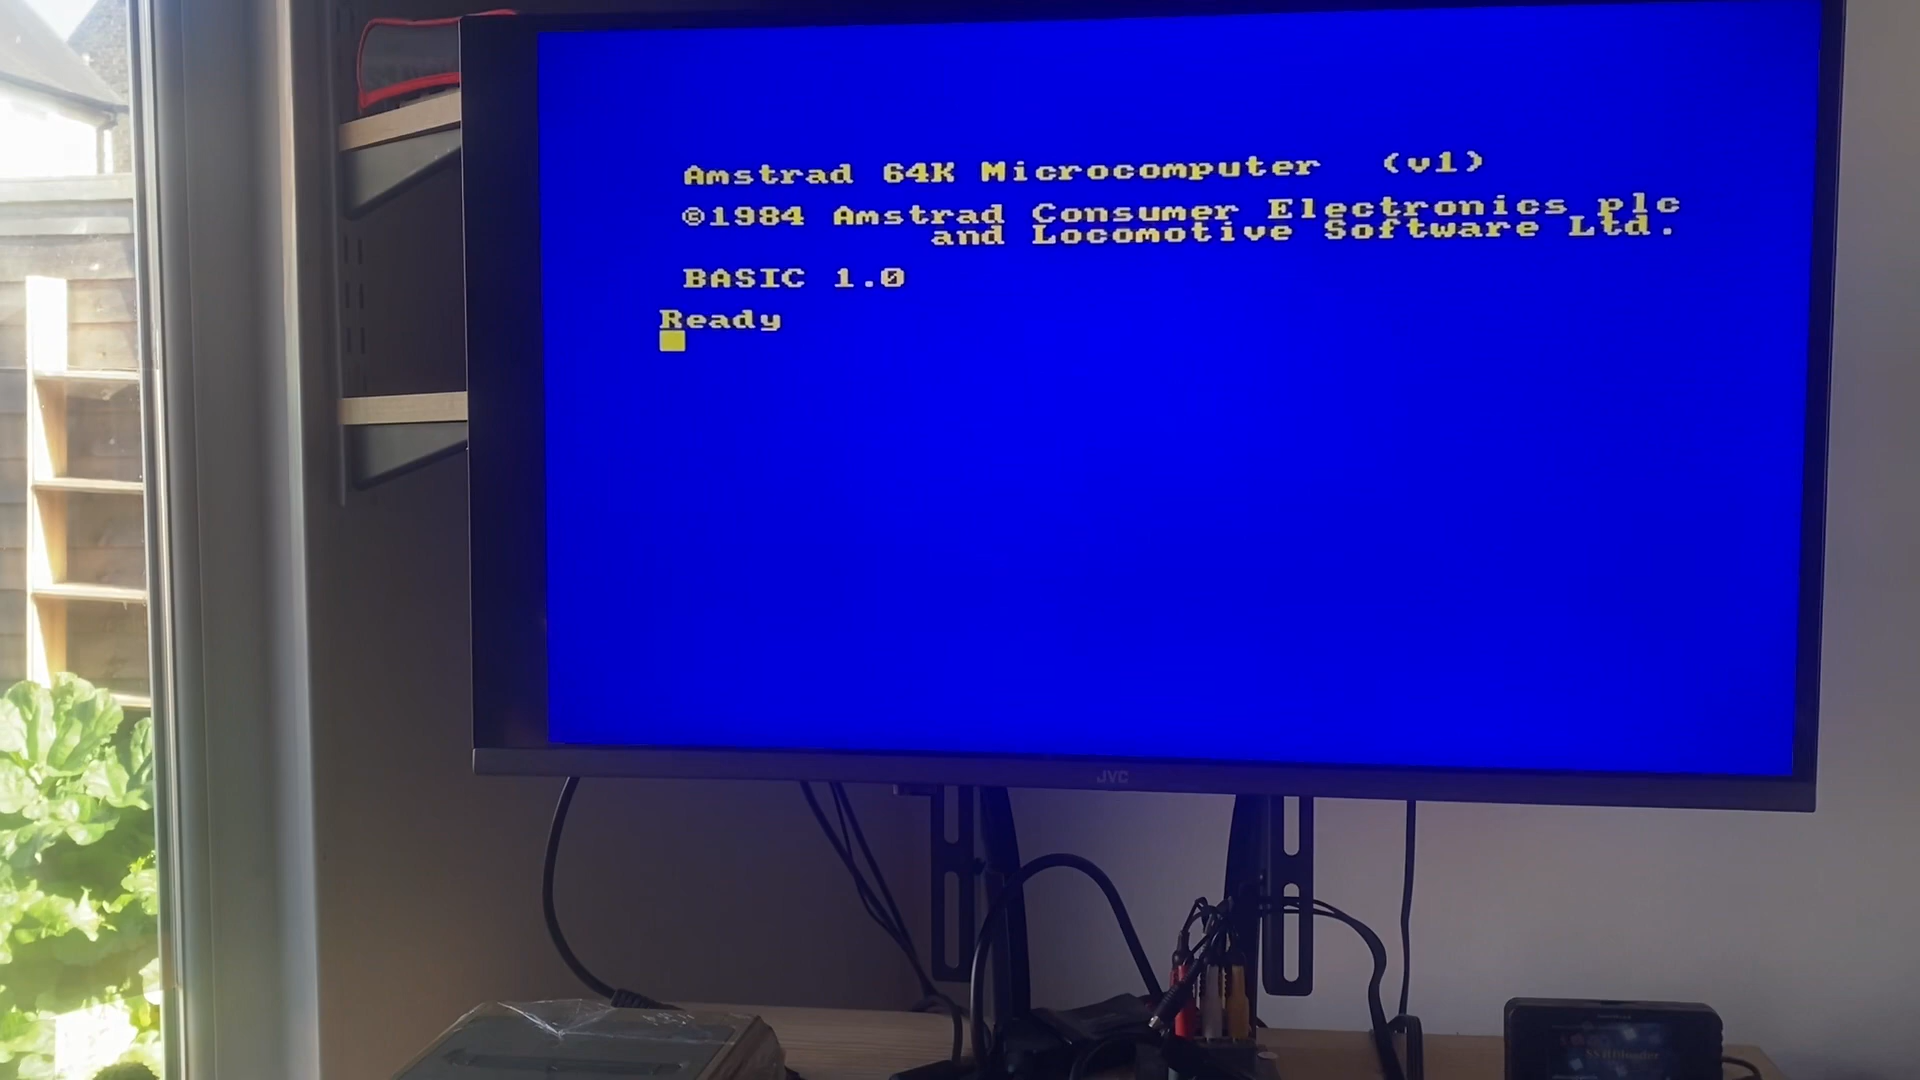 Amstrad 64K Microcomputer (v1)
©1984 Amstrad Consumer Electronics plc
and Locomotive Software Ltd.
BASIC 1.0
Ready
JVC